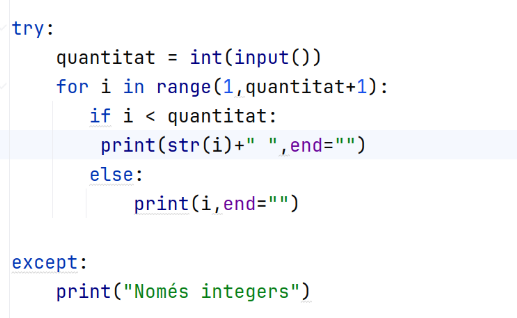 try:
    quantitat = int(input())
    for i in range(1,quantitat+1):
       if i < quantitat:
        print(str(i)+" ",end="")
       else:
           print(i,end="")
except:
    print("Només integers")